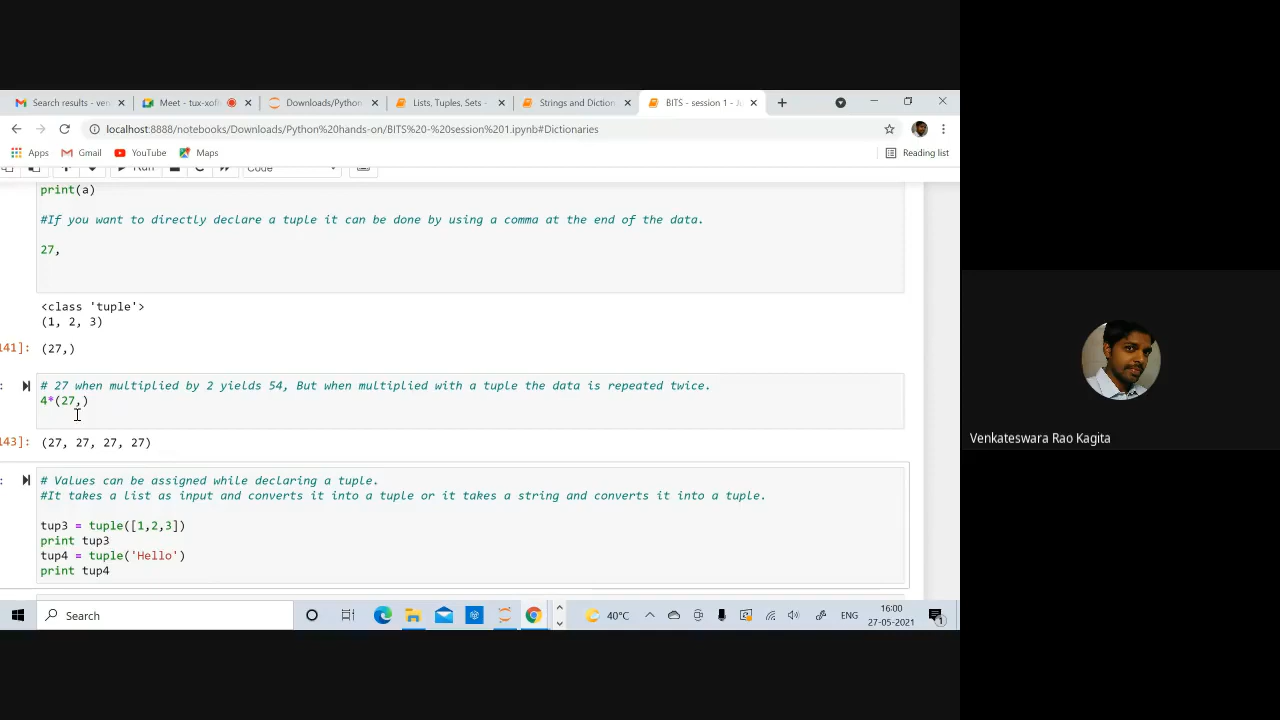 Search results - ven
Meet - tux-xofl
Downloads/Python
Lists, Tuples, Sets -
Strings and Diction
BITS - session 1 - Ju
localhost:8888/notebooks/Downloads/Python%20hands-on/BITS%20-%20session%201.ipynb#Dictionaries
Apps Gmail YouTube Maps Reading list
Run Code
print(a)
#If you want to directly declare a tuple it can be done by using a comma at the end of the data.
27,
<class 'tuple'>
(1, 2, 3)
141]: (27,)
: # 27 when multiplied by 2 yields 54, But when multiplied with a tuple the data is repeated twice.
4*(27,)
143]: (27, 27, 27, 27)
: # Values can be assigned while declaring a tuple.
#It takes a list as input and converts it into a tuple or it takes a string and converts it into a tuple.
tup3 = tuple([1,2,3])
print tup3
tup4 = tuple('Hello')
print tup4
Venkateswara Rao Kagita
Search 40°C ENG 16:00
27-05-2021 1